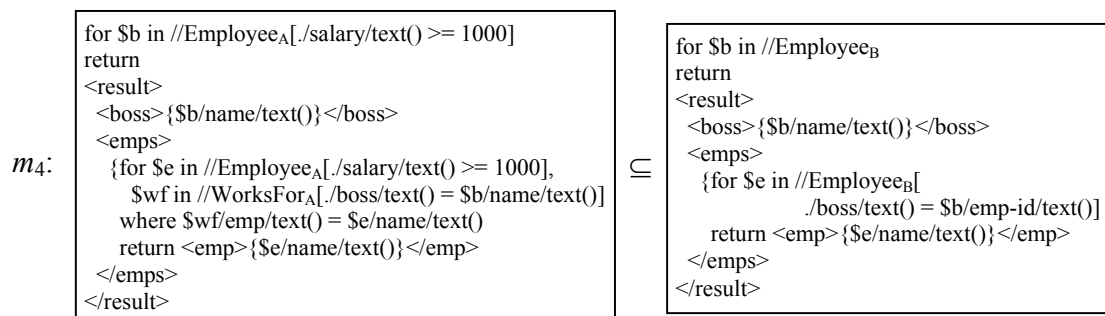 m4:
for $b in //EmployeeA[./salary/text() >= 1000]
return
<result>
<boss>{$b/name/text()}</boss>
<emps>
{for $e in //EmployeeA[./salary/text() >= 1000],
$wf in //WorksForA[./boss/text() = $b/name/text()]
where $wf/emp/text() = $e/name/text()
return <emp>{$e/name/text()}</emp>
</emps>
</result>
⊆
for $b in //EmployeeB
return
<result>
<boss>{$b/name/text()}</boss>
<emps>
{for $e in //EmployeeB[
./boss/text() = $b/emp-id/text()]
return <emp>{$e/name/text()}</emp>
</emps>
</result>